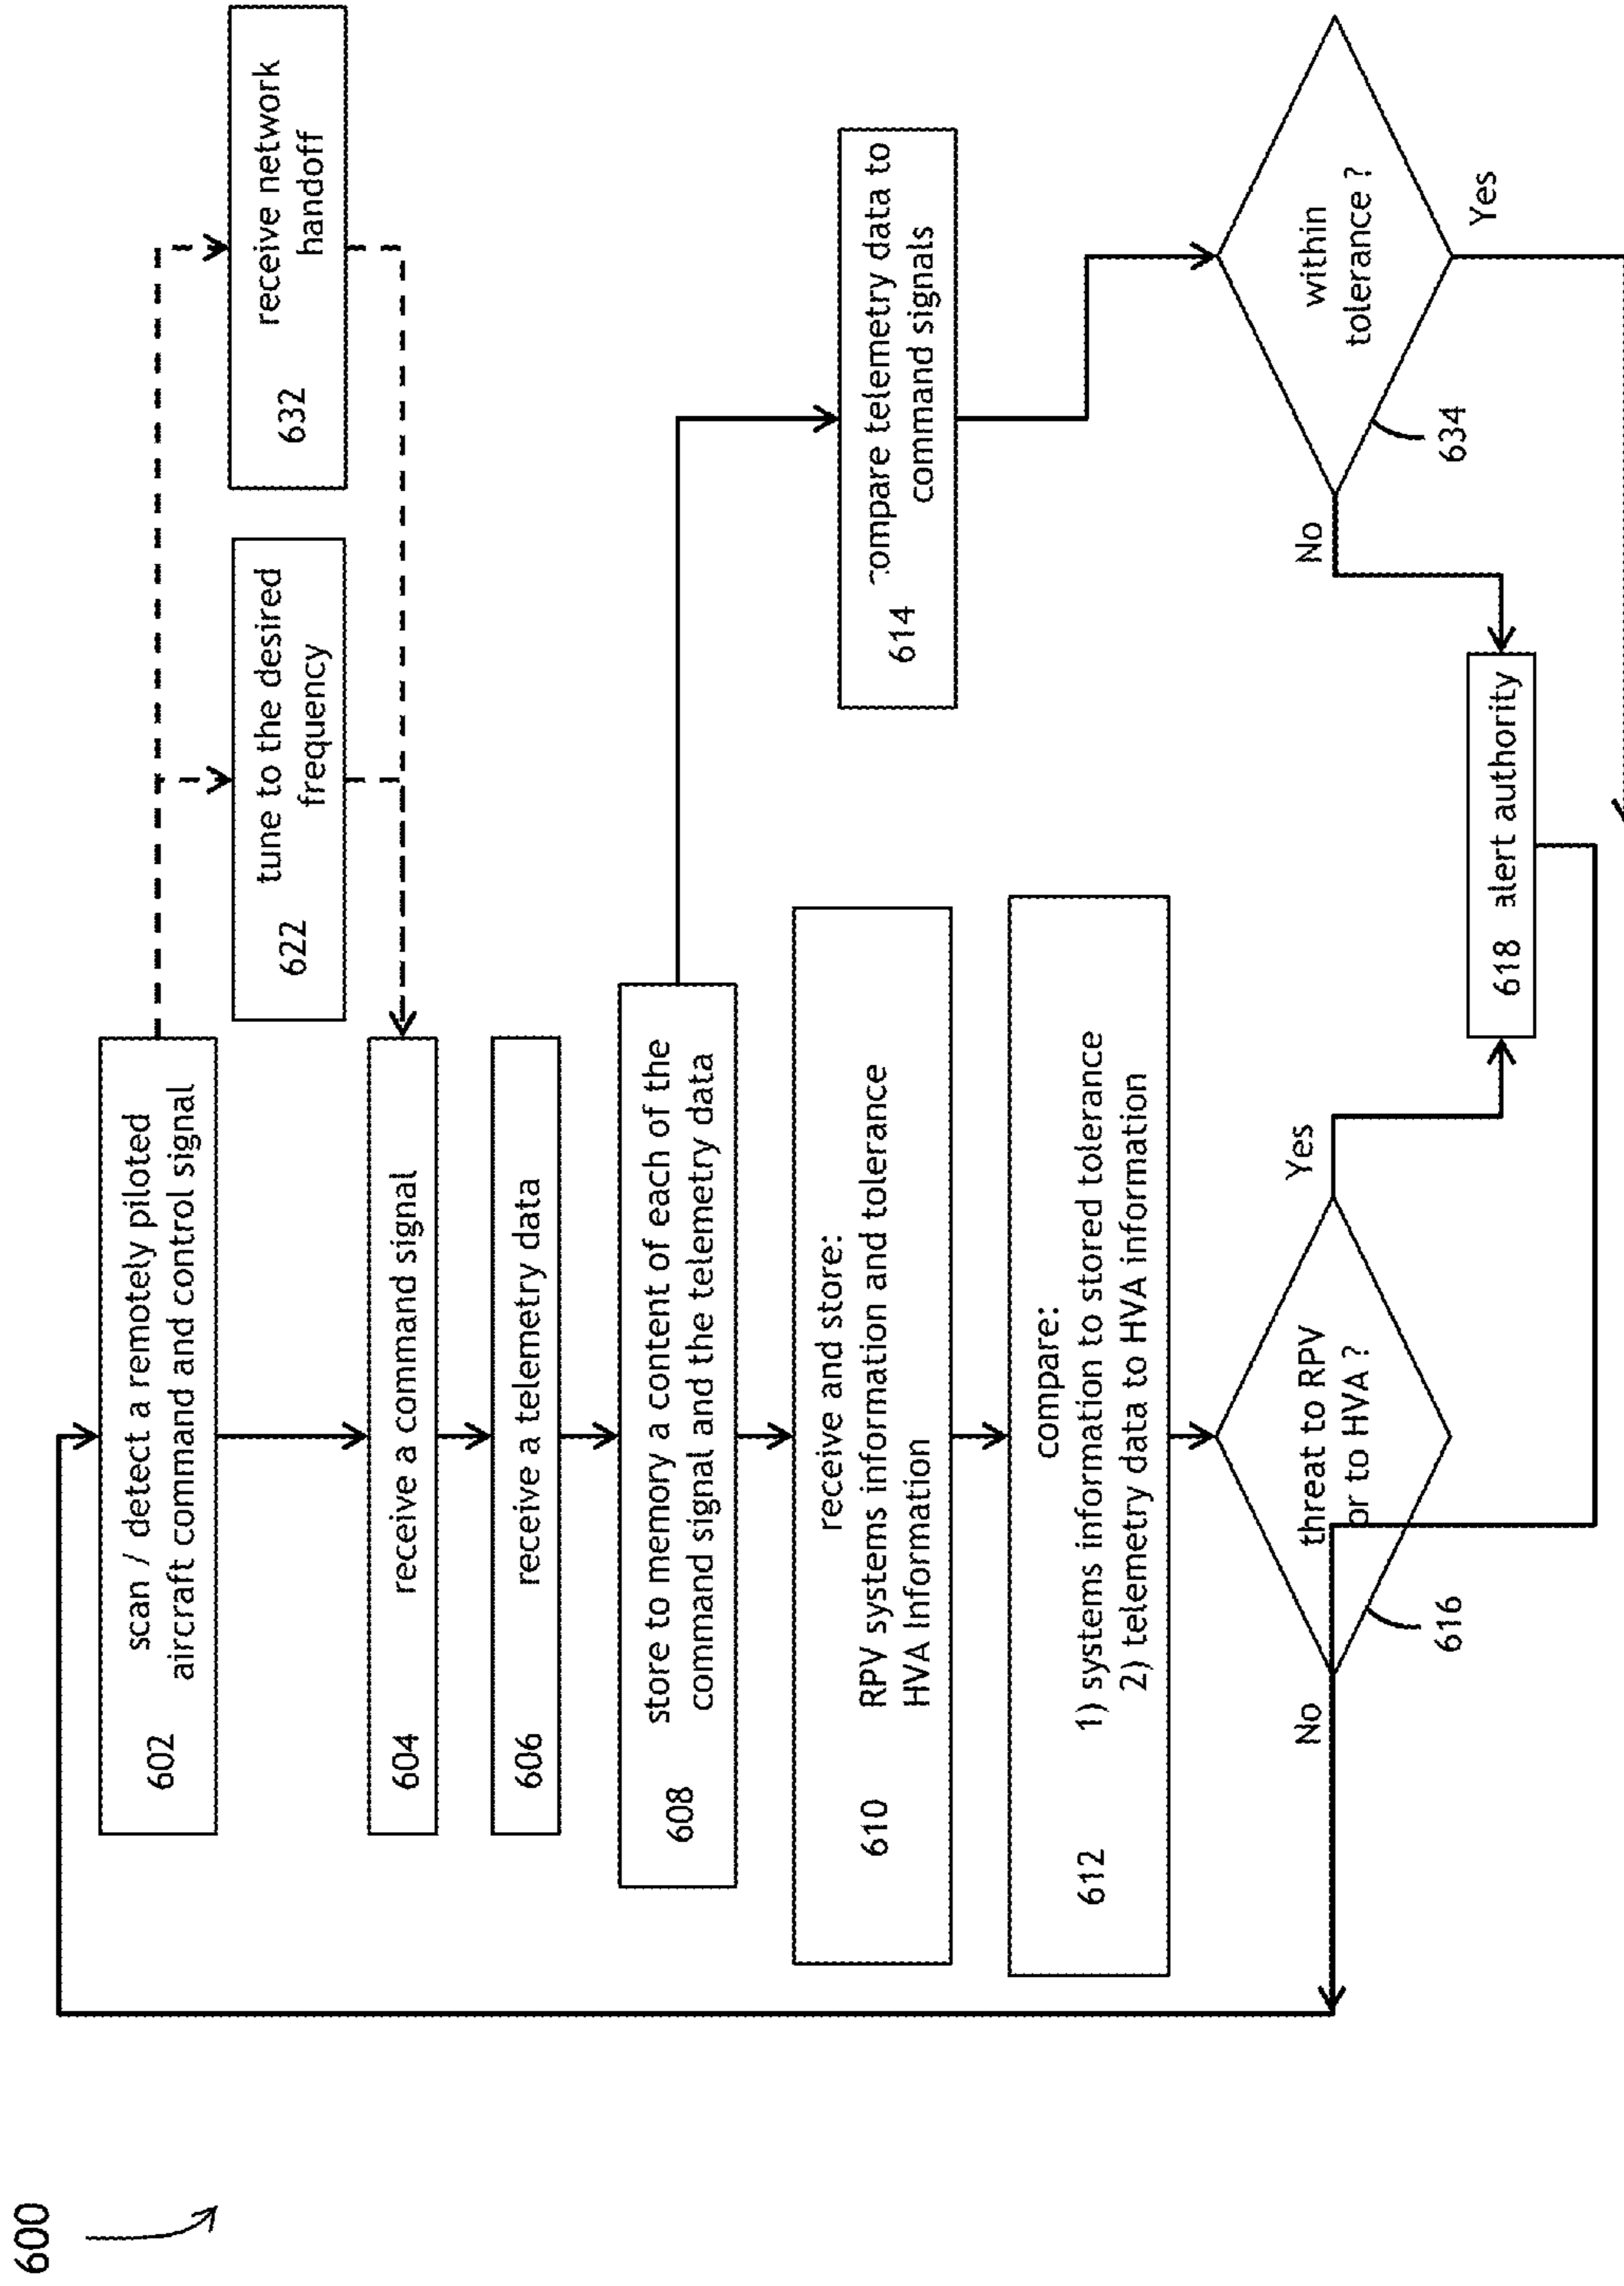 600
602 scan / detect a remotely piloted
aircraft command and control signal
622 tune to the desired
frequency
632 receive network
handoff
604 receive a command signal
606 receive a telemetry data
608 store to memory a content of each of the
command signal and the telemetry data
610 receive and store:
RPV systems information and tolerance
HVA Information
614 ompare telemetry data to
command signals
612 compare:
1) systems information to stored tolerance
2) telemetry data to HVA information
threat to RPV
or to HVA ?
616
No
Yes
618 alert authority
within
tolerance ?
634
No
Yes